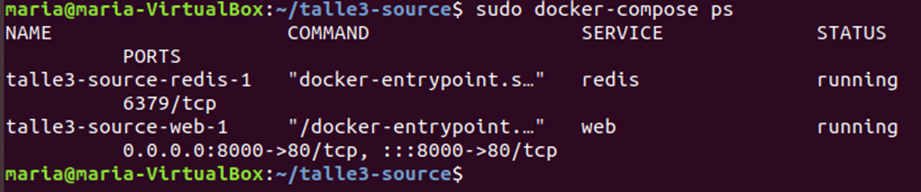 maria@maria-VirtualBox:~/talle3-source$ sudo docker-compose ps
NAME COMMAND SERVICE STATUS
PORTS
talle3-source-redis-1 "docker-entrypoint.s…" redis running
6379/tcp
talle3-source-web-1 "/docker-entrypoint.…" web running
0.0.0.0:8000->80/tcp, :::8000->80/tcp
maria@maria-VirtualBox:~/talle3-source$